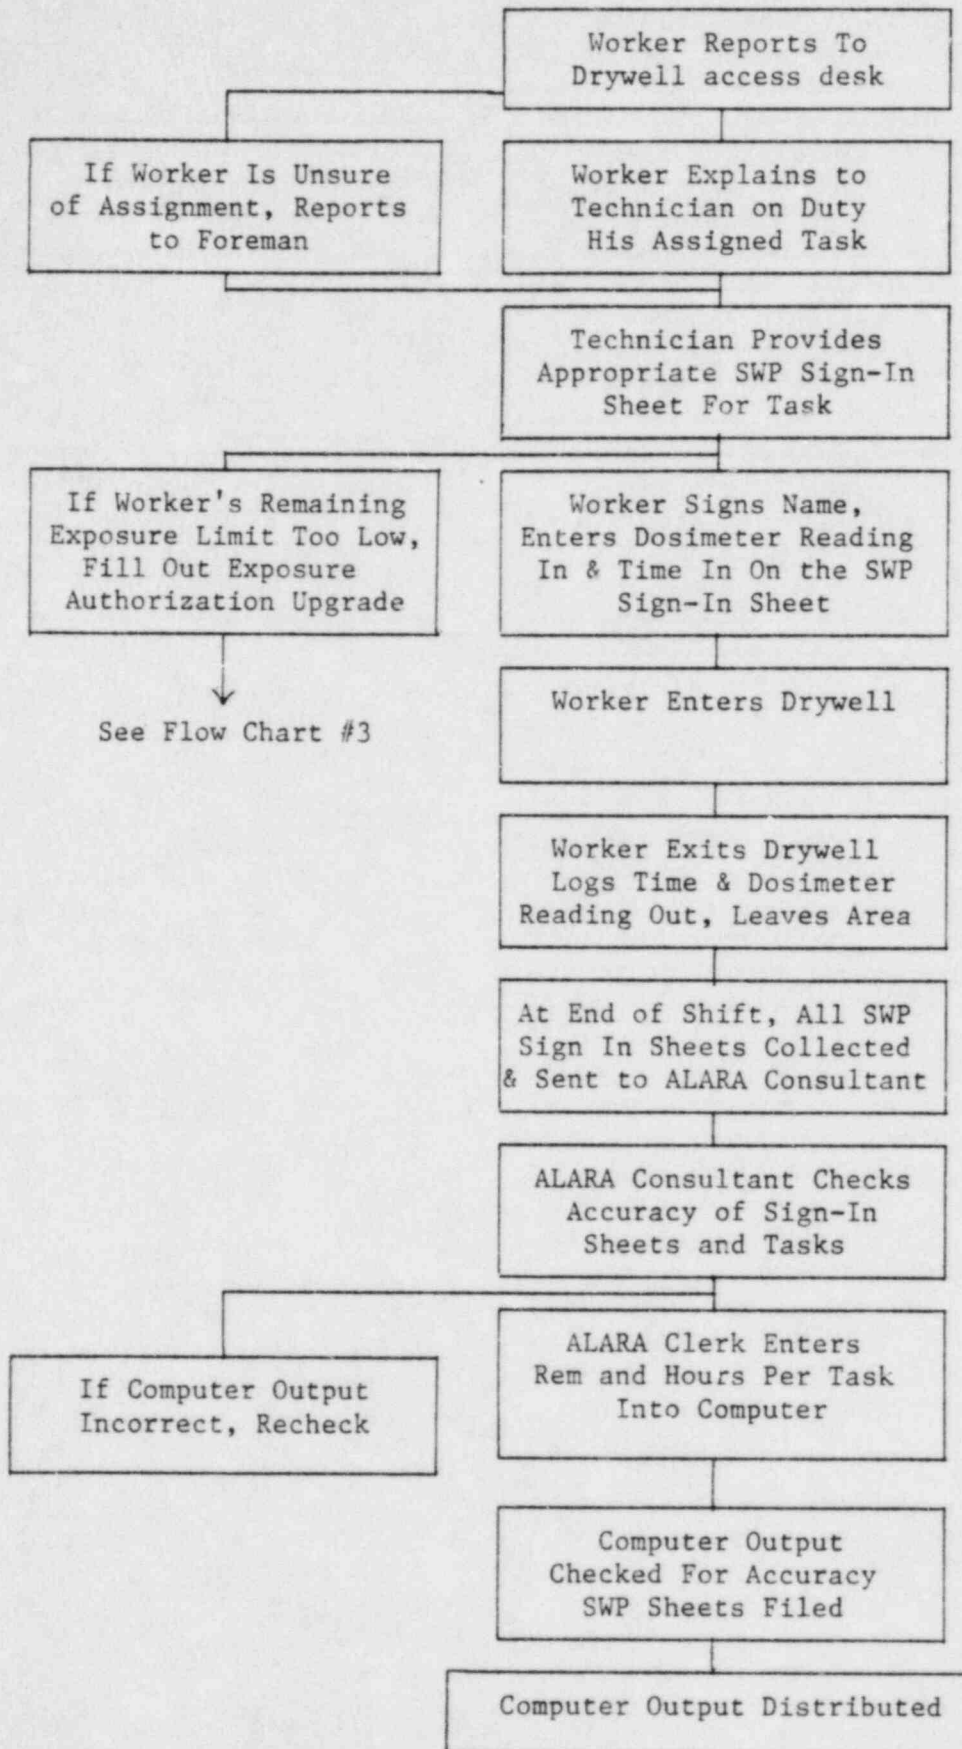 Worker Reports To
Drywell access desk
If Worker Is Unsure
of Assignment, Reports
to Foreman
Worker Explains to
Technician on Duty
His Assigned Task
Technician Provides
Appropriate SWP Sign-In
Sheet For Task
If Worker's Remaining
Exposure Limit Too Low,
Fill Out Exposure
Authorization Upgrade
See Flow Chart #3
Worker Signs Name,
Enters Dosimeter Reading
In & Time In On the SWP
Sign-In Sheet
Worker Enters Drywell
Worker Exits Drywell
Logs Time & Dosimeter
Reading Out, Leaves Area
At End of Shift, All SWP
Sign In Sheets Collected
& Sent to ALARA Consultant
ALARA Consultant Checks
Accuracy of Sign-In
Sheets and Tasks
If Computer Output
Incorrect, Recheck
ALARA Clerk Enters
Rem and Hours Per Task
Into Computer
Computer Output
Checked For Accuracy
SWP Sheets Filed
Computer Output Distributed